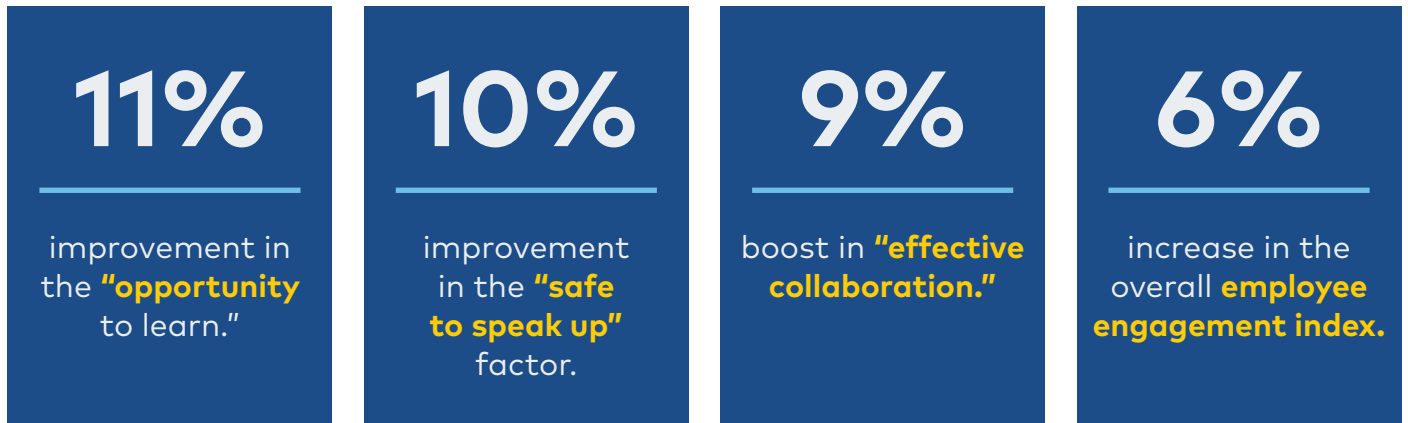 11%
improvement in
the “opportunity
to learn.”
10%
improvement
in the “safe
to speak up”
factor.
9%
boost in “effective
collaboration.”
6%
increase in the
overall employee
engagement index.